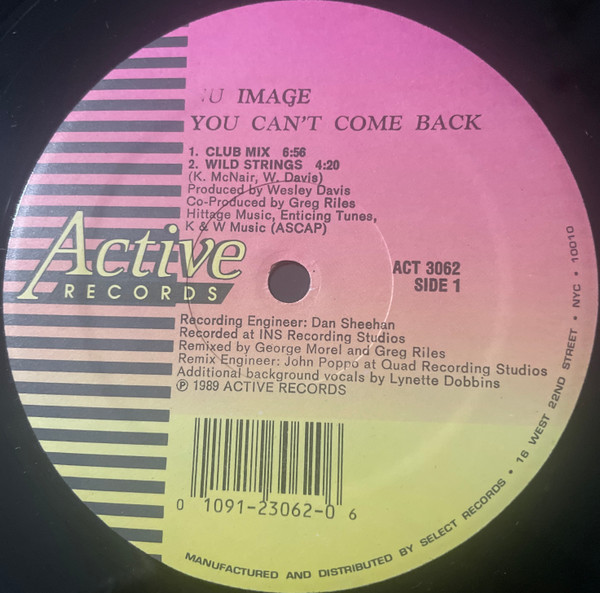 IMAGE
YOU CAN'T COME BACK
1. CLUB MIX 6:56
2. WILD STRINGS 4:20
(K. McNair, W. Davis)
Produced by Wesley Davis
Co-Produced by Greg Riles
Hittage Music, Enticing Tunes,
K & W Music (ASCAP)
Active
RECORDS
ACT 3062
SIDE 1
Recording Engineer: Dan Sheehan
Recorded at INS Recording Studios
Remixed by George Morel and Greg Riles
Remix Engineer: John Poppo at Quad Recording Studios
Additional background vocals by Lynette Dobbins
℗ 1989 ACTIVE RECORDS
0 1091-23062-0 6
MANUFACTURED AND DISTRIBUTED BY SELECT RECORDS • 16 WEST 22ND STREET • NYC • 10010